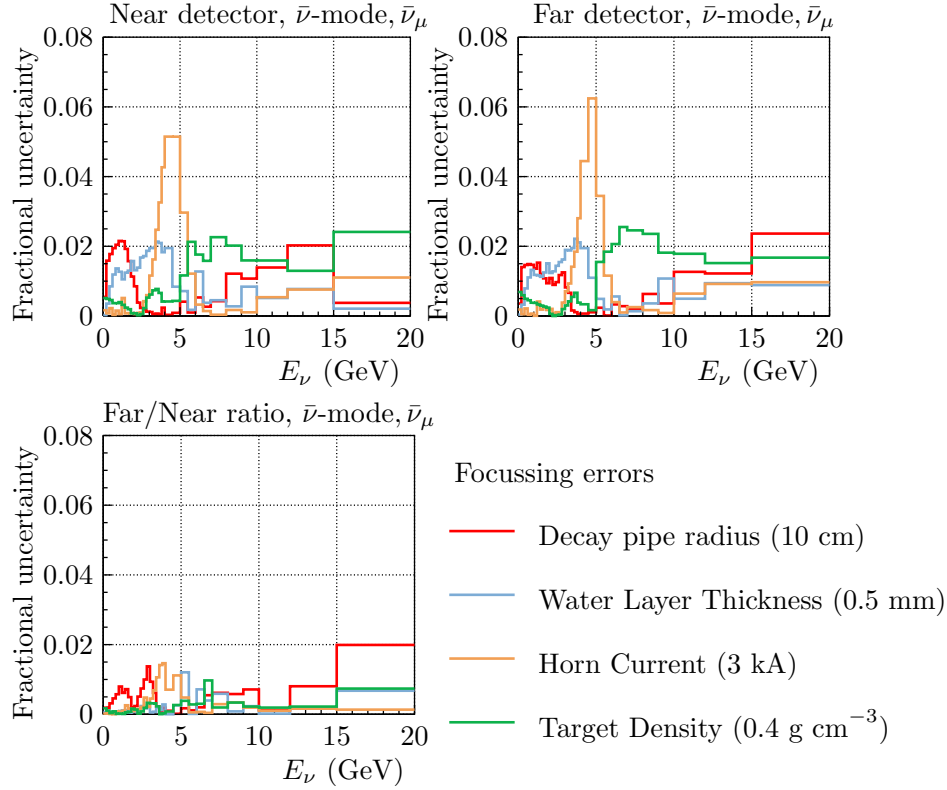 Near detector, ν̄-mode, ν̄_μ
Fractional uncertainty
0.08
0.06
0.04
0.02
0
0 5 10 15 20
E_ν (GeV)
Far detector, ν̄-mode, ν̄_μ
Fractional uncertainty
0.08
0.06
0.04
0.02
0
0 5 10 15 20
E_ν (GeV)
Far/Near ratio, ν̄-mode, ν̄_μ
Fractional uncertainty
0.08
0.06
0.04
0.02
0
0 5 10 15 20
E_ν (GeV)
Focussing errors
Decay pipe radius (10 cm)
Water Layer Thickness (0.5 mm)
Horn Current (3 kA)
Target Density (0.4 g cm⁻³)